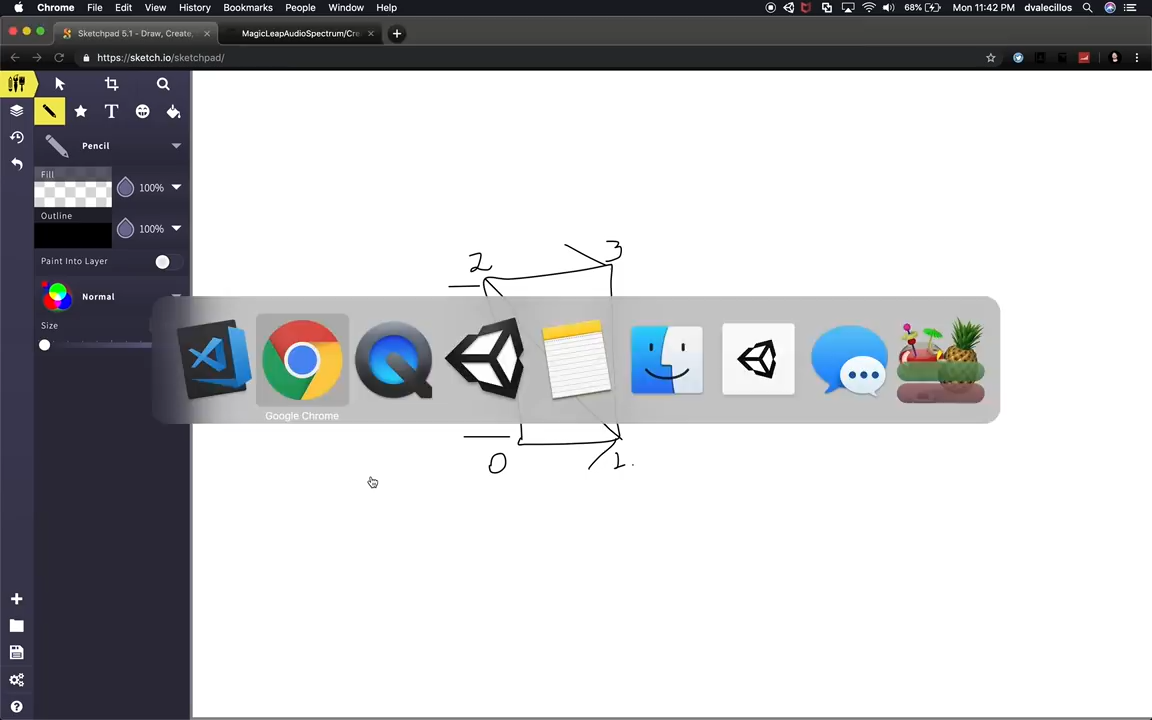 Chrome File Edit View History Bookmarks People Window Help 68% Mon 11:42 PM dvalecillos
Sketchpad 5.1 - Draw, Create, MagicLeapAudioSpectrum/Cre
https://sketch.io/sketchpad/
T
Pencil
Fill
100%
Outline
100%
Paint Into Layer
Normal
Size
Google Chrome
2 3
0 1.